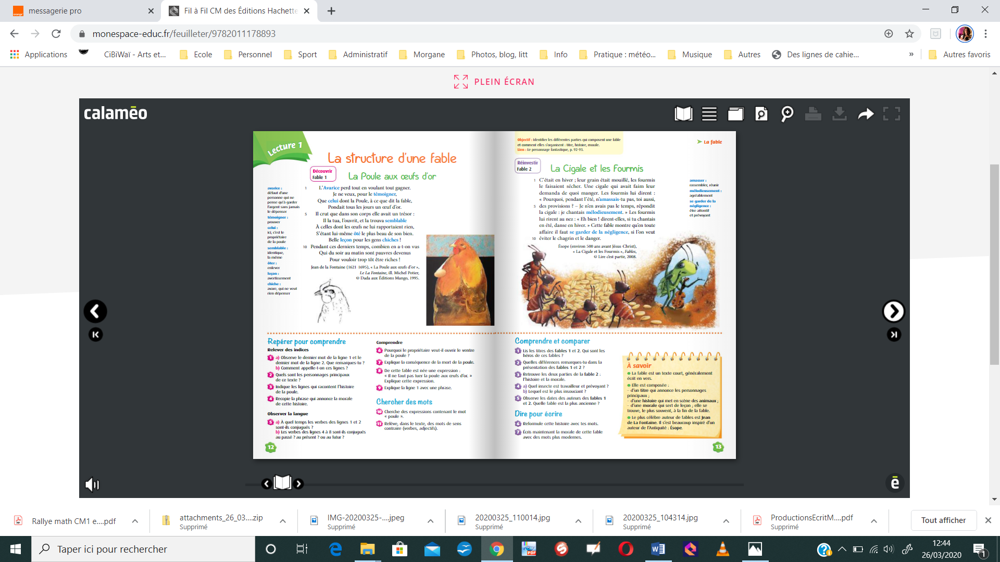 messagerie pro
Fil à Fil CM des Éditions Hachette
monespace-educ.fr/feuilleter/9782011178893
Applications
CiBiWaï - Arts et...
Ecole
Personnel
Sport
Administratif
Morgane
Photos, blog, litt
Info
Pratique : météo...
Musique
Autres
Des lignes de cahie...
»
Autres favoris
PLEIN ÉCRAN
calamēo
Lecture 1
La structure d'une fable
Découvrir
Fable 1
La Poule aux œufs d'or
avarice :
défaut d'une
personne qui ne
pense qu'à garder
l'argent sans jamais
le dépenser
témoigner :
prouver
celui :
ici, c'est le
propriétaire
de la poule
semblable :
identique,
la même
ôter :
enlever
leçon :
avertissement
chiche :
avare, qui ne veut
rien dépenser
1 L'Avarice perd tout en voulant tout gagner.
Je ne veux, pour le témoigner,
Que celui dont la Poule, à ce que dit la fable,
Pondait tous les jours un œuf d'or.
5 Il crut que dans son corps elle avait un trésor :
Il la tua, l'ouvrit, et la trouva semblable
À celles dont les œufs ne lui rapportaient rien,
S'étant lui-même ôté le plus beau de son bien.
Belle leçon pour les gens chiches !
10 Pendant ces derniers temps, combien en a-t-on vus
Qui du soir au matin sont pauvres devenus
Pour vouloir trop tôt être riches !
Jean de la Fontaine (1621-1695), « La Poule aux œufs d'or »,
Le La Fontaine, ill. Michel Potier,
© Dada aux Éditions Mango, 1995.
Repérer pour comprendre
Relever des indices
1 a) Observe le dernier mot de la ligne 1 et le
dernier mot de la ligne 2. Que remarques-tu ?
b) Comment appelle-t-on ces lignes ?
2 Quels sont les personnages principaux
de ce texte ?
3 Indique les lignes qui racontent l'histoire
de la poule.
4 Recopie la phrase qui annonce la morale
de cette histoire.
Observer la langue
5 a) À quel temps les verbes des lignes 1 et 2
sont-ils conjugués ?
b) Les verbes des lignes 4 à 8 sont-ils conjugués
au passé ? au présent ? ou au futur ?
Comprendre
6 Pourquoi le propriétaire veut-il ouvrir le ventre
de la poule ?
7 Explique la conséquence de la mort de la poule.
8 De cette fable est née une expression :
« Il ne faut pas tuer la poule aux œufs d'or. »
Explique cette expression.
9 Explique la ligne 1 avec une phrase.
Chercher des mots
10 Cherche des expressions contenant le mot
« poule ».
11 Relève, dans le texte, des mots de sens
contraire (verbes, adjectifs).
12
Objectif : Identifier les différentes parties qui composent une fable
et comment elles s'organisent : titre, histoire, morale.
Lien : Le personnage fantastique, p. 92-93.
La fable
Réinvestir
Fable 2
La Cigale et les Fourmis
1 C'était en hiver ; leur grain était mouillé, les fourmis
le faisaient sécher. Une cigale qui avait faim leur
demanda de quoi manger. Les fourmis lui dirent :
« Pourquoi, pendant l'été, n'amassais-tu pas, toi aussi,
5 des provisions ? – Je n'en avais pas le temps, répondit
la cigale : je chantais mélodieusement. » Les fourmis
lui rirent au nez : « Eh bien ! dirent-elles, si tu chantais
en été, danse en hiver. » Cette fable montre qu'en toute
affaire il faut se garder de la négligence, si l'on veut
10 éviter le chagrin et le danger.
Ésope (environ 500 ans avant Jésus-Christ),
« La Cigale et les Fourmis », Fables,
© Lire c'est partir, 2008.
amasser :
rassembler, réunir
mélodieusement :
agréablement
se garder de la
négligence :
être attentif
et prévoyant
Comprendre et comparer
1 Lis les titres des fables 1 et 2. Qui sont les
héros de ces fables ?
2 Quelles différences remarques-tu dans la
présentation des fables 1 et 2 ?
3 Retrouve les deux parties de la fable 2 :
l'histoire et la morale.
4 a) Quel insecte est travailleur et prévoyant ?
b) Lequel est le plus insouciant ?
5 Observe les dates des auteurs des fables 1
et 2. Quelle fable est la plus ancienne ?
Dire pour écrire
6 Reformule cette histoire avec tes mots.
7 Écris maintenant la morale de cette fable
avec des mots plus modernes.
À savoir
La fable est un texte court, généralement
écrit en vers.
Elle est composée :
– d'un titre qui annonce les personnages
principaux ;
– d'une histoire qui met en scène des animaux ;
– d'une morale qui sert de leçon ; elle se
trouve, le plus souvent, à la fin de la fable.
Le plus célèbre auteur de fables est Jean
de La Fontaine. Il s'est beaucoup inspiré d'un
auteur de l'Antiquité : Ésope.
13
ē
Rallye math CM1 e....pdf
attachments_26_03....zip
Supprimé
IMG-20200325-....jpeg
Supprimé
20200325_110014.jpg
Supprimé
20200325_104314.jpg
Supprimé
ProductionsEcritM....pdf
Supprimé
Tout afficher
Taper ici pour rechercher
12:44
26/03/2020
1